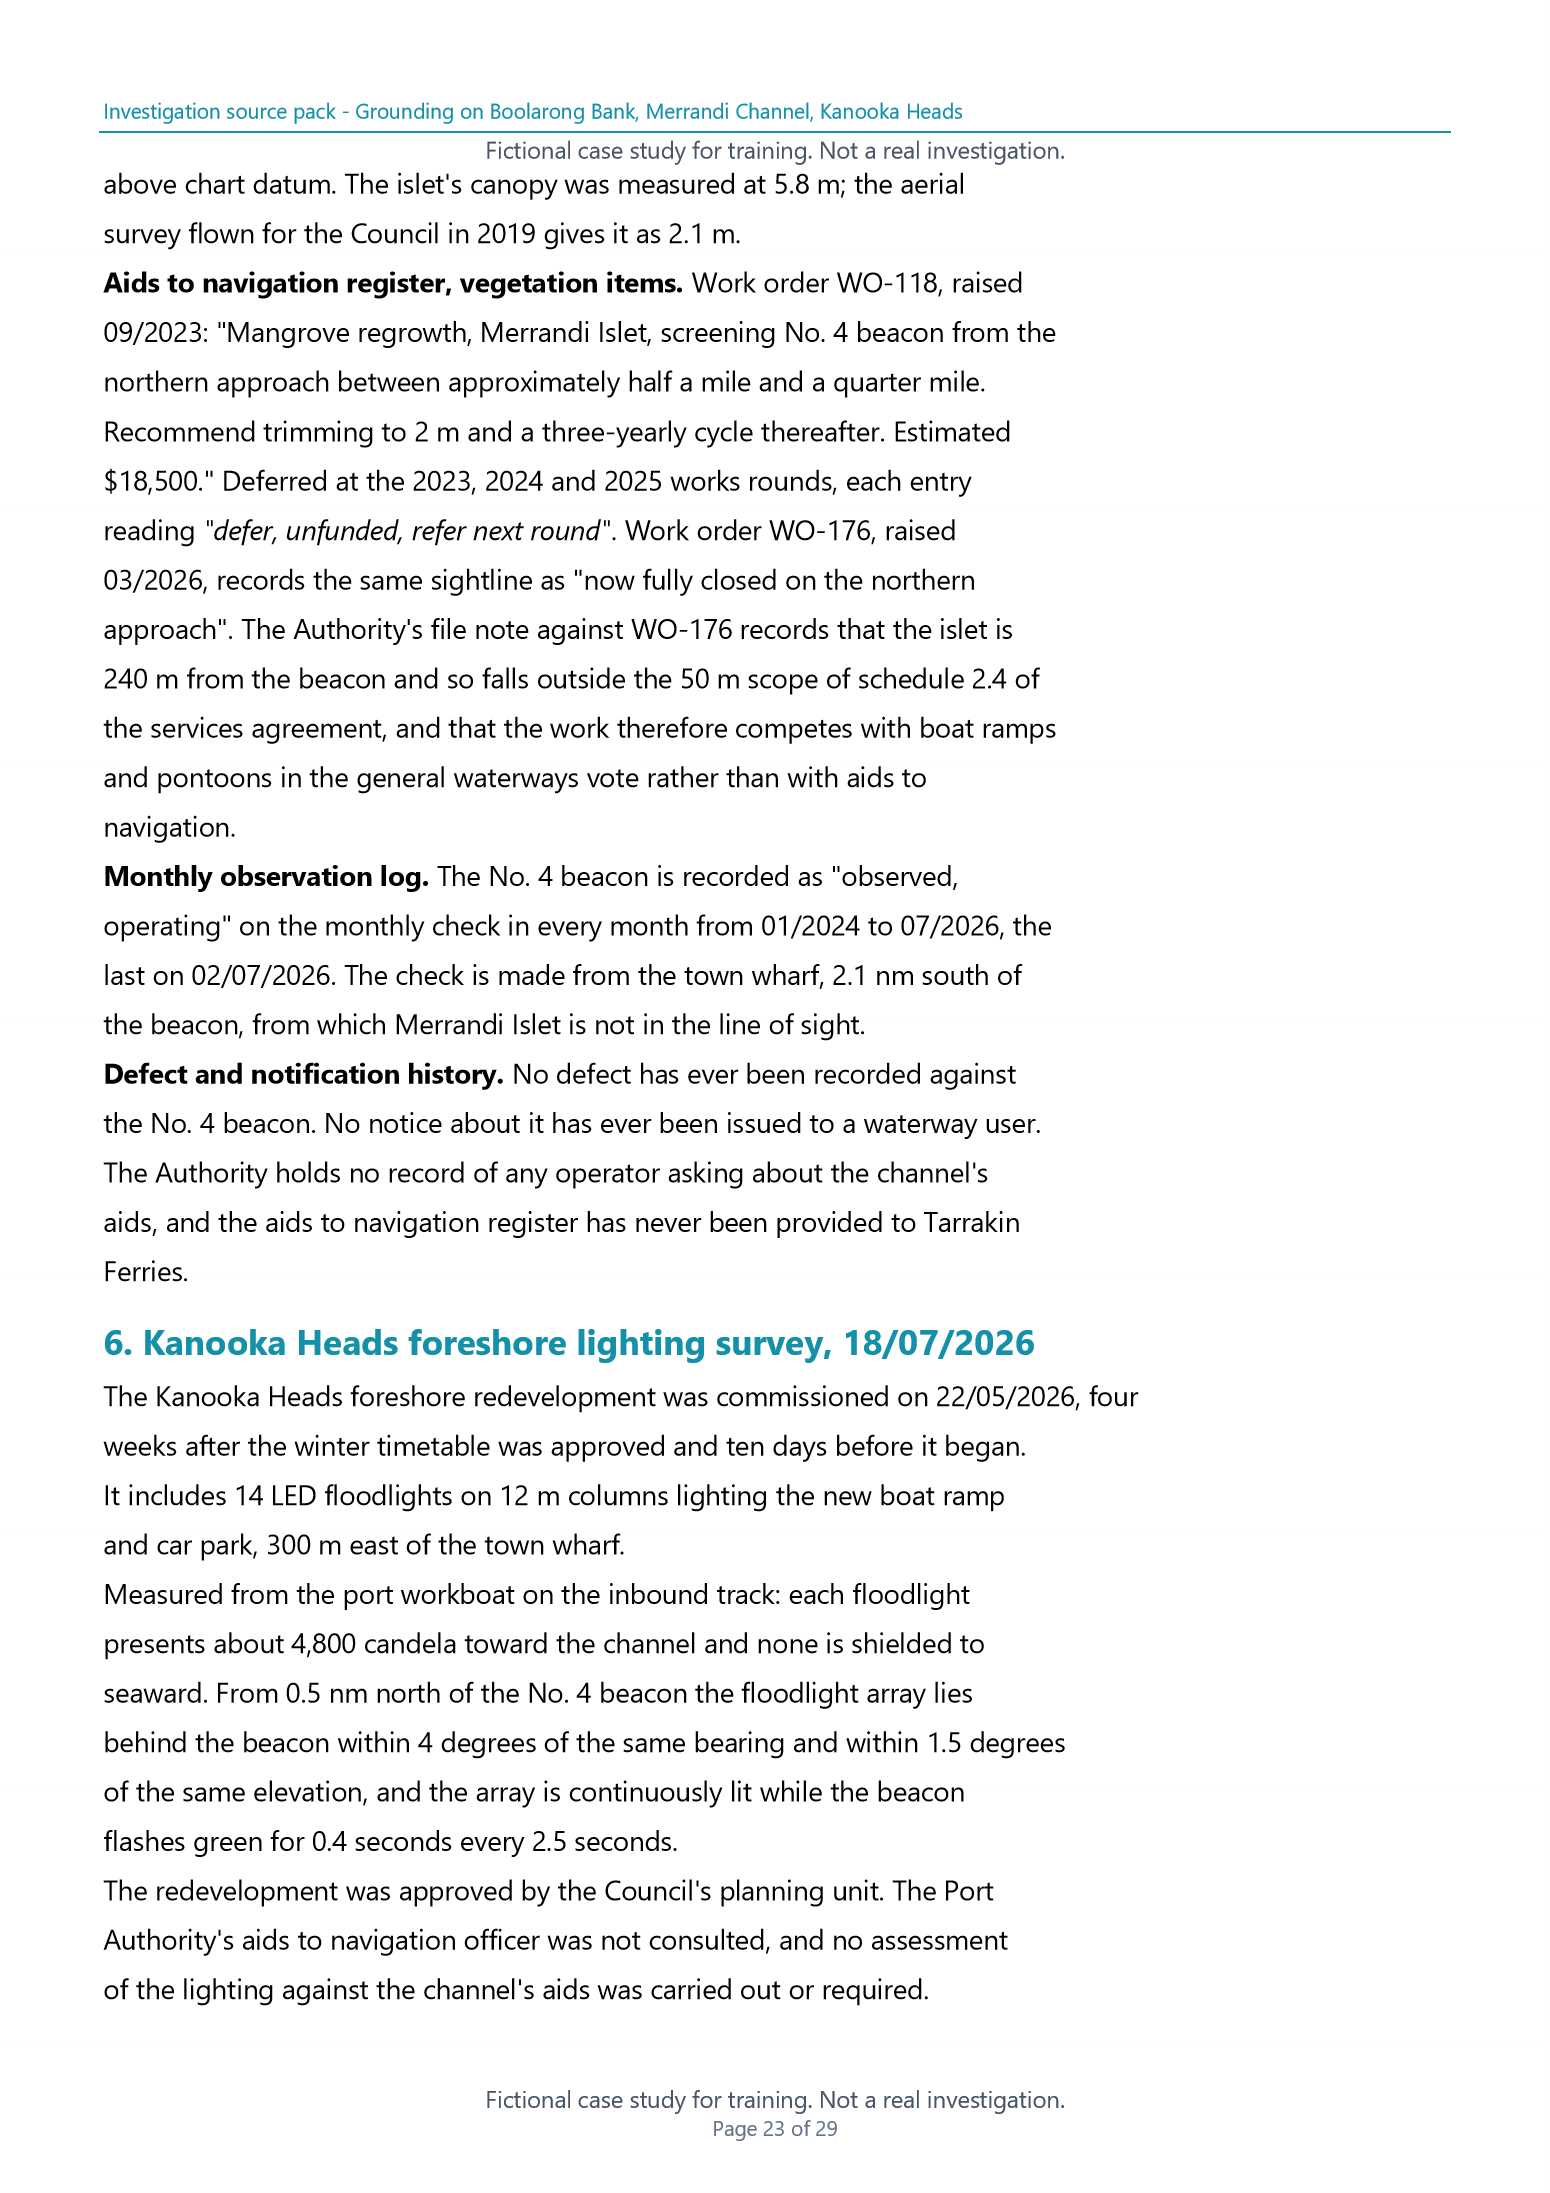 Investigation source pack - Grounding on Boolarong Bank, Merrandi Channel, Kanooka Heads
Fictional case study for training. Not a real investigation.
above chart datum. The islet's canopy was measured at 5.8 m; the aerial
survey flown for the Council in 2019 gives it as 2.1 m.
Aids to navigation register, vegetation items. Work order WO-118, raised
09/2023: "Mangrove regrowth, Merrandi Islet, screening No. 4 beacon from the
northern approach between approximately half a mile and a quarter mile.
Recommend trimming to 2 m and a three-yearly cycle thereafter. Estimated
$18,500." Deferred at the 2023, 2024 and 2025 works rounds, each entry
reading "defer, unfunded, refer next round". Work order WO-176, raised
03/2026, records the same sightline as "now fully closed on the northern
approach". The Authority's file note against WO-176 records that the islet is
240 m from the beacon and so falls outside the 50 m scope of schedule 2.4 of
the services agreement, and that the work therefore competes with boat ramps
and pontoons in the general waterways vote rather than with aids to
navigation.
Monthly observation log. The No. 4 beacon is recorded as "observed,
operating" on the monthly check in every month from 01/2024 to 07/2026, the
last on 02/07/2026. The check is made from the town wharf, 2.1 nm south of
the beacon, from which Merrandi Islet is not in the line of sight.
Defect and notification history. No defect has ever been recorded against
the No. 4 beacon. No notice about it has ever been issued to a waterway user.
The Authority holds no record of any operator asking about the channel's
aids, and the aids to navigation register has never been provided to Tarrakin
Ferries.
6. Kanooka Heads foreshore lighting survey, 18/07/2026
The Kanooka Heads foreshore redevelopment was commissioned on 22/05/2026, four
weeks after the winter timetable was approved and ten days before it began.
It includes 14 LED floodlights on 12 m columns lighting the new boat ramp
and car park, 300 m east of the town wharf.
Measured from the port workboat on the inbound track: each floodlight
presents about 4,800 candela toward the channel and none is shielded to
seaward. From 0.5 nm north of the No. 4 beacon the floodlight array lies
behind the beacon within 4 degrees of the same bearing and within 1.5 degrees
of the same elevation, and the array is continuously lit while the beacon
flashes green for 0.4 seconds every 2.5 seconds.
The redevelopment was approved by the Council's planning unit. The Port
Authority's aids to navigation officer was not consulted, and no assessment
of the lighting against the channel's aids was carried out or required.
Fictional case study for training. Not a real investigation.
Page 23 of 29